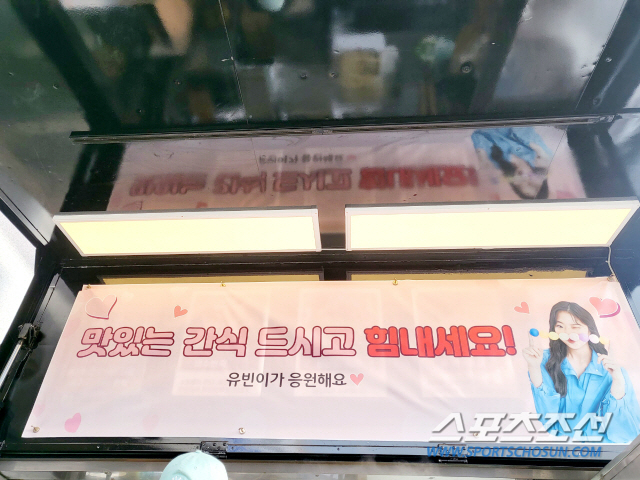 맛있는 간식 드시고 힘내세요!
유빈이가 응원해요
스포츠조선
WWW.SPORTSCHOSUN.COM